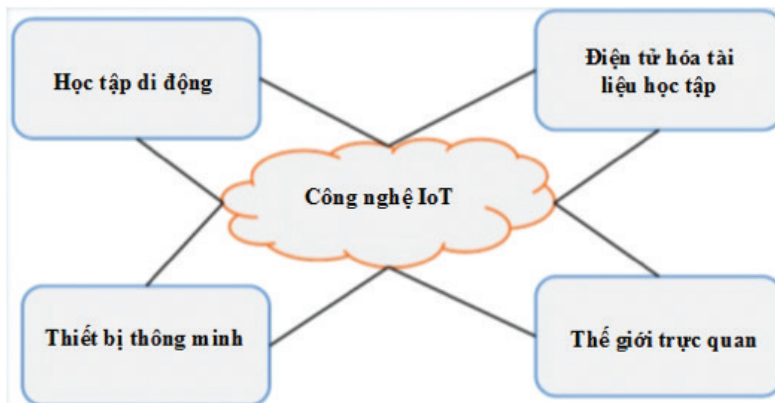 Học tập di động
Điện tử hóa tài
liệu học tập
Công nghệ IoT
Thiết bị thông minh
Thế giới trực quan